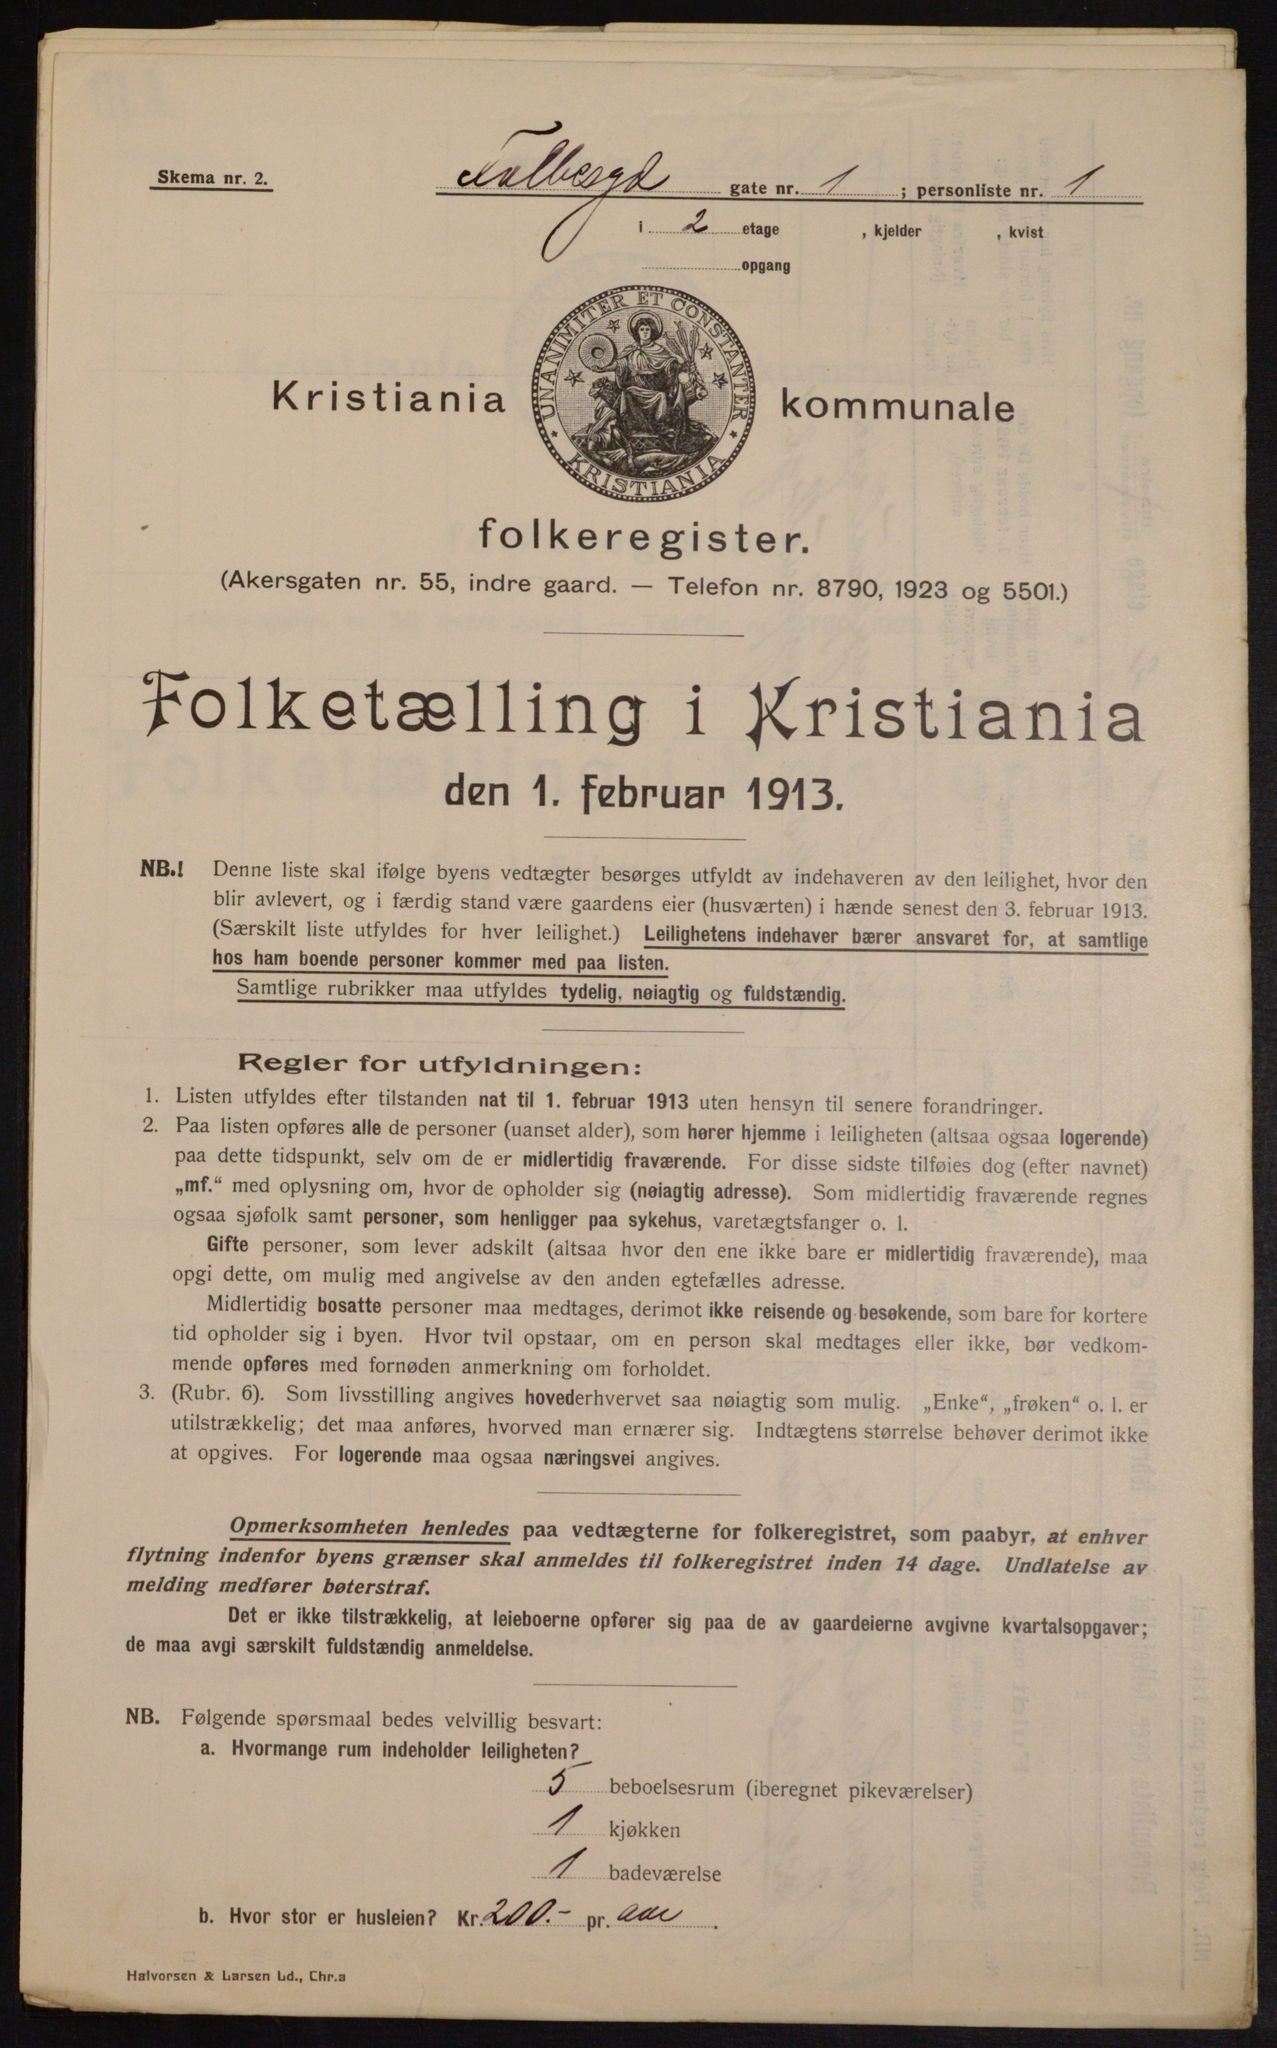 Skema nr. 2.
gate nr. 1 ; personliste nr. 1
i 2 etage , kjelder , kvist
opgang
UNANIMITER ET CONSTANTER
KRISTIANIA
Kristiania kommunale
folkeregister.
(Akersgaten nr. 55, indre gaard. — Telefon nr. 8790, 1923 og 5501.)
Folketælling i Kristiania
den 1. februar 1913.
NB.! Denne liste skal ifølge byens vedtægter besørges utfyldt av indehaveren av den leilighet, hvor den
blir avlevert, og i færdig stand være gaardens eier (husværten) i hænde senest den 3. februar 1913.
(Særskilt liste utfyldes for hver leilighet.) Leilighetens indehaver bærer ansvaret for, at samtlige
hos ham boende personer kommer med paa listen.
Samtlige rubrikker maa utfyldes tydelig, nøiagtig og fuldstændig.
Regler for utfyldningen:
1. Listen utfyldes efter tilstanden nat til 1. februar 1913 uten hensyn til senere forandringer.
2. Paa listen opføres alle de personer (uanset alder), som hører hjemme i leiligheten (altsaa ogsaa logerende)
paa dette tidspunkt, selv om de er midlertidig fraværende. For disse sidste tilføies dog (efter navnet)
„mf.“ med oplysning om, hvor de opholder sig (nøiagtig adresse). Som midlertidig fraværende regnes
ogsaa sjøfolk samt personer, som henligger paa sykehus, varetægtsfanger o. l.
Gifte personer, som lever adskilt (altsaa hvor den ene ikke bare er midlertidig fraværende), maa
opgi dette, om mulig med angivelse av den anden egtefælles adresse.
Midlertidig bosatte personer maa medtages, derimot ikke reisende og besøkende, som bare for kortere
tid opholder sig i byen. Hvor tvil opstaar, om en person skal medtages eller ikke, bør vedkom-
mende opføres med fornøden anmerkning om forholdet.
3. (Rubr. 6). Som livsstilling angives hovederhvervet saa nøiagtig som mulig. „Enke“, „frøken“ o. l. er
utilstrækkelig; det maa anføres, hvorved man ernærer sig. Indtægtens størrelse behøver derimot ikke
at opgives. For logerende maa ogsaa næringsvei angives.
Opmerksomheten henledes paa vedtægterne for folkeregistret, som paabyr, at enhver
flytning indenfor byens grænser skal anmeldes til folkeregistret inden 14 dage. Undlatelse av
melding medfører bøterstraf.
Det er ikke tilstrækkelig, at leieboerne opfører sig paa de av gaardeierne avgivne kvartalsopgaver;
de maa avgi særskilt fuldstændig anmeldelse.
NB. Følgende spørsmaal bedes velvillig besvart:
a. Hvormange rum indeholder leiligheten?
5 beboelsesrum (iberegnet pikeværelser)
1 kjøkken
1 badeværelse
b. Hvor stor er husleien? Kr. 200.- pr. aar .
Halvorsen & Larsen Ld., Chr.a